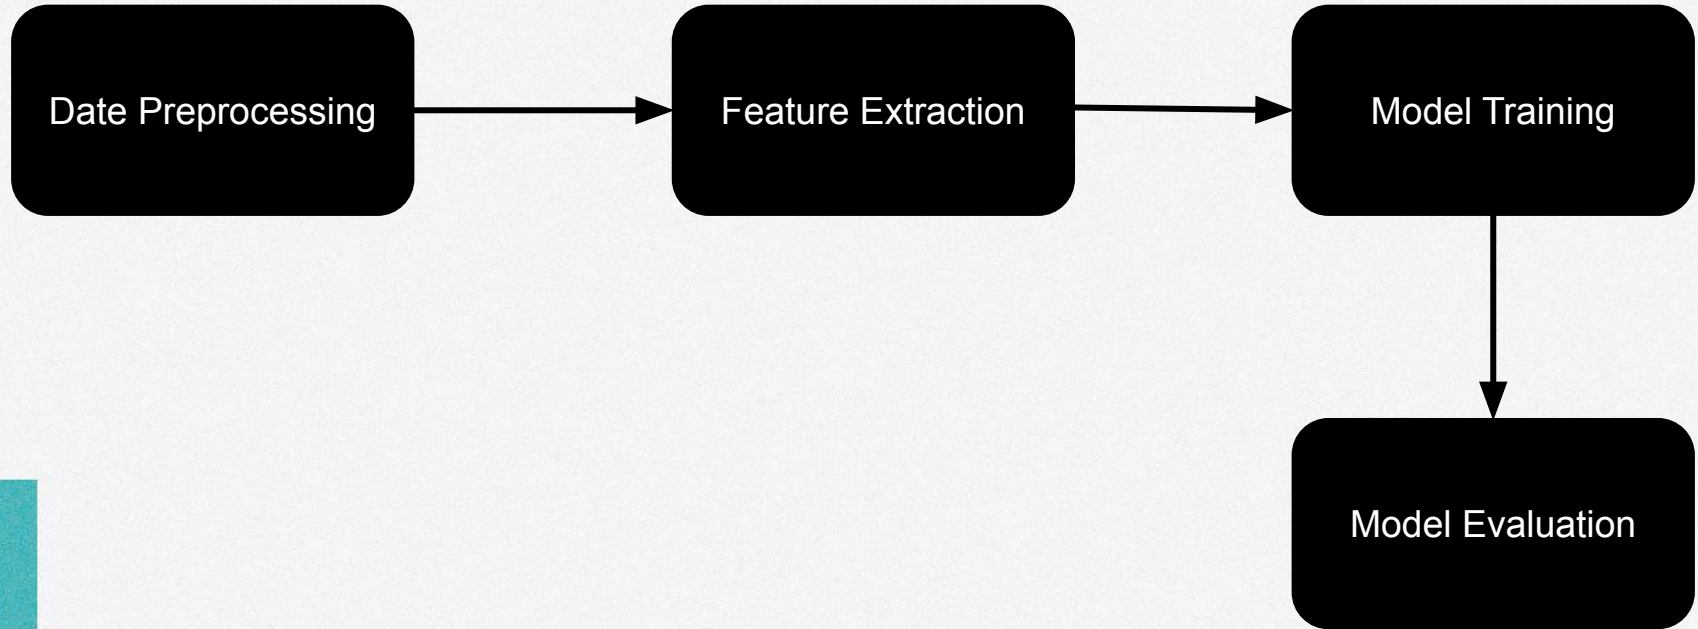 Date Preprocessing
Feature Extraction
Model Training
Model Evaluation